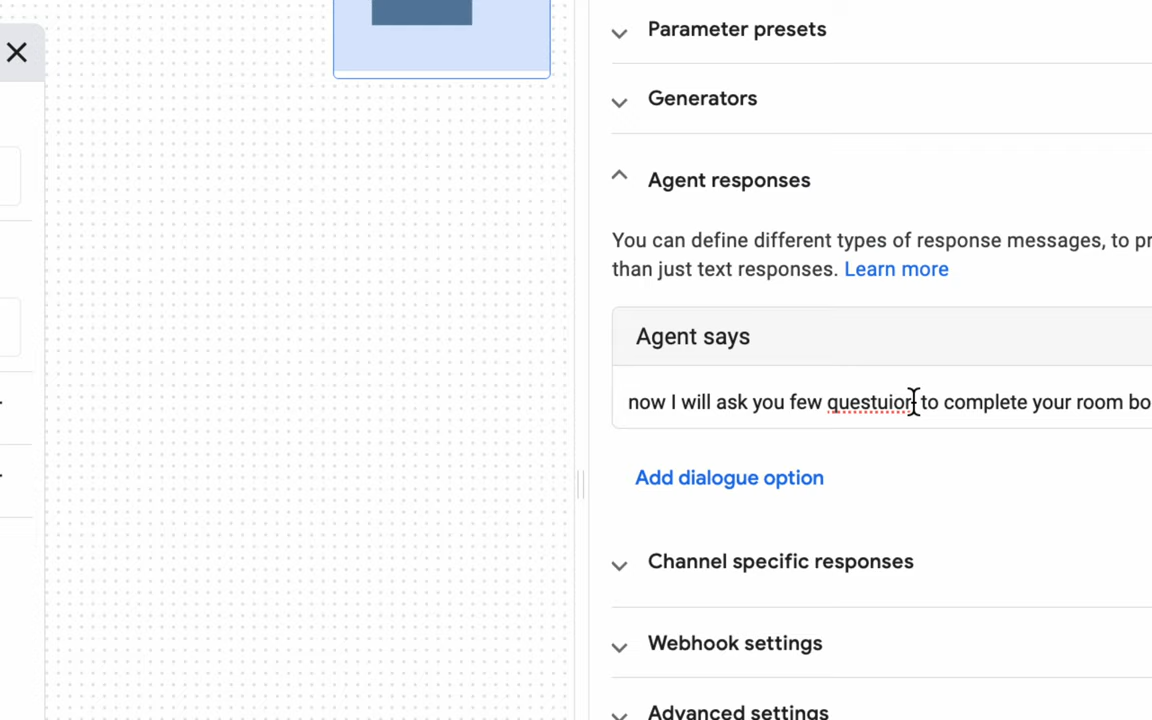 Parameter presets
Generators
Agent responses
You can define different types of response messages, to pr
than just text responses. Learn more
Agent says
now I will ask you few questuion to complete your room bo
Add dialogue option
Channel specific responses
Webhook settings
Advanced settings